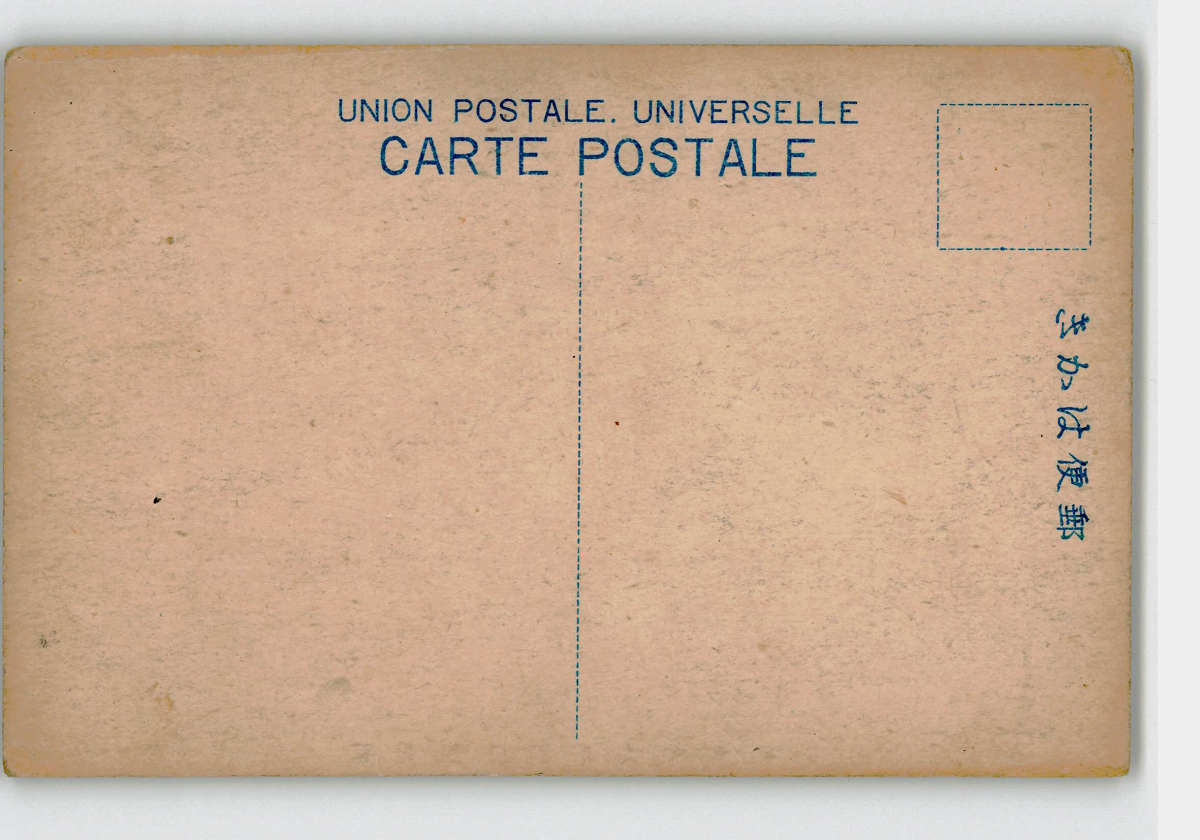 UNION POSTALE. UNIVERSELLE
CARTE POSTALE
郵便はかき